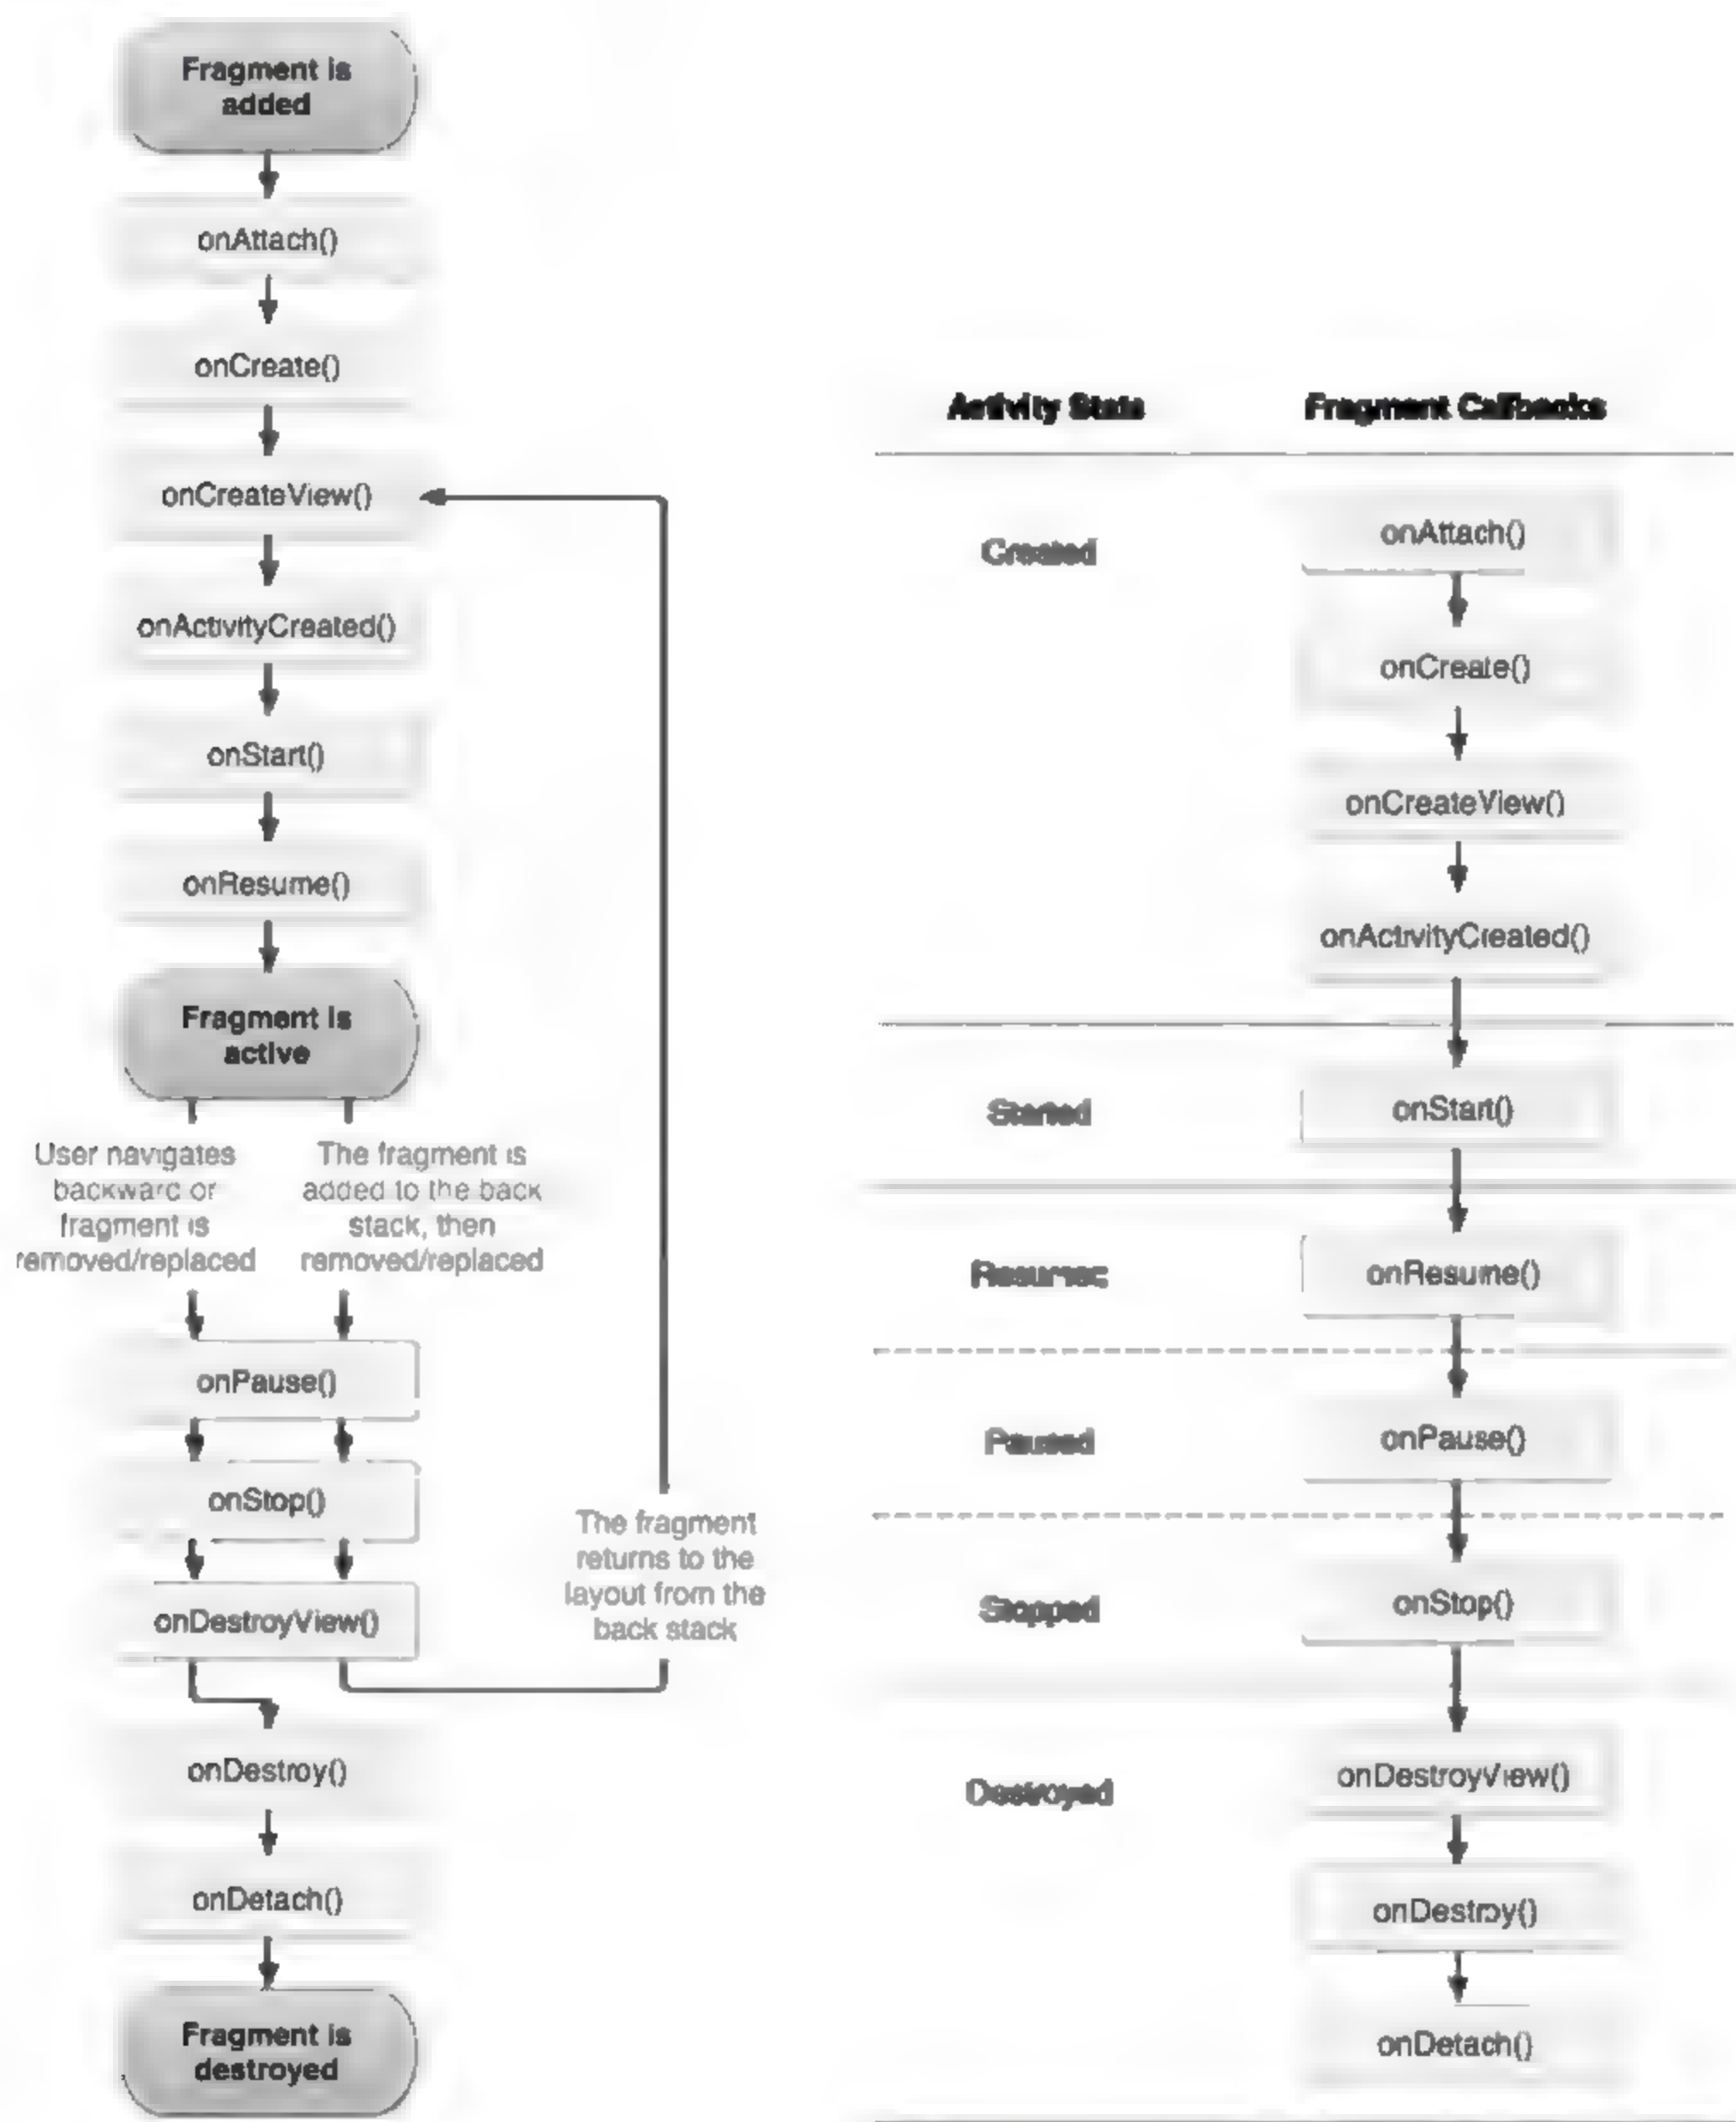 Fragment is
added
onAttach()
onCreate()
onCreateView()
onActivityCreated()
onStart()
onResume()
Fragment is
active
User navigates
backward or
fragment is
removed/replaced
The fragment is
added to the back
stack, then
removed/replaced
onPause()
onStop()
onDestroyView()
The fragment
returns to the
layout from the
back stack
onDestroy()
onDetach()
Fragment is
destroyed
Activity State
Fragment Callbacks
Created
onAttach()
onCreate()
onCreateView()
onActivityCreated()
Started
onStart()
Resumed
onResume()
Paused
onPause()
Stopped
onStop()
Destroyed
onDestroyView()
onDestroy()
onDetach()